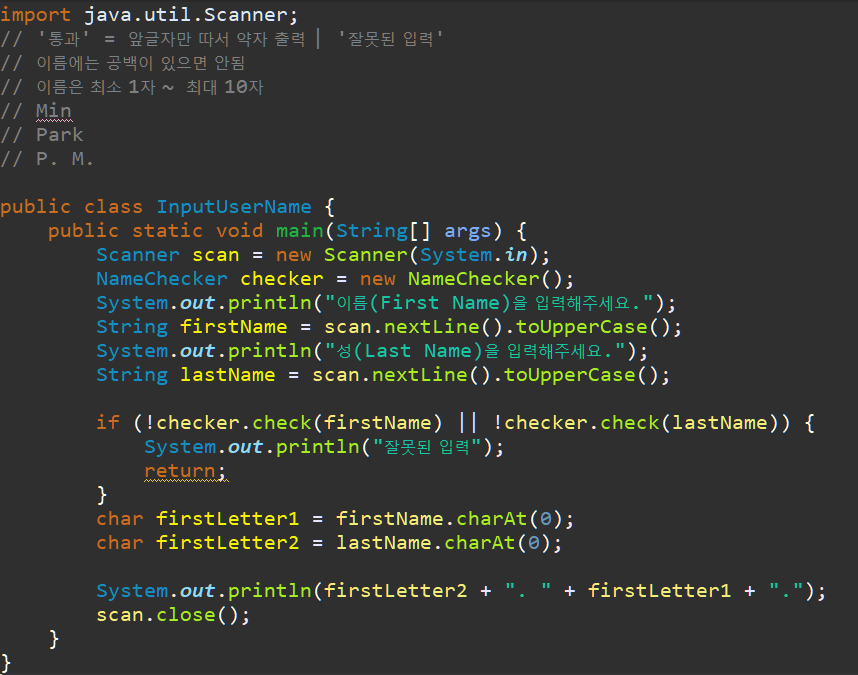 import java.util.Scanner;
// '통과' = 앞글자만 따서 약자 출력 | '잘못된 입력'
// 이름에는 공백이 있으면 안됨
// 이름은 최소 1자 ~ 최대 10자
// Min
// Park
// P. M.
public class InputUserName {
public static void main(String[] args) {
Scanner scan = new Scanner(System.in);
NameChecker checker = new NameChecker();
System.out.println("이름(First Name)을 입력해주세요.");
String firstName = scan.nextLine().toUpperCase();
System.out.println("성(Last Name)을 입력해주세요.");
String lastName = scan.nextLine().toUpperCase();
if (!checker.check(firstName) || !checker.check(lastName)) {
System.out.println("잘못된 입력");
return;
}
char firstLetter1 = firstName.charAt(0);
char firstLetter2 = lastName.charAt(0);
System.out.println(firstLetter2 + ". " + firstLetter1 + ".");
scan.close();
}
}